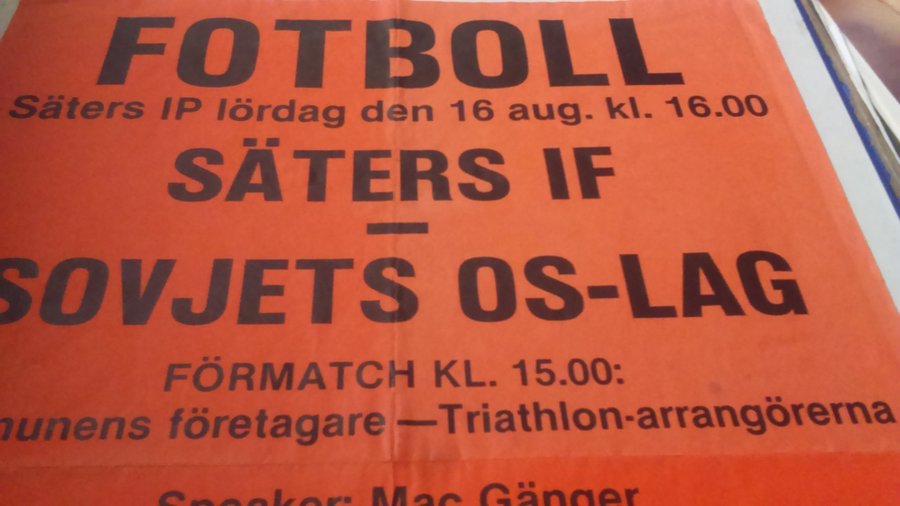 FOTBOLL
Säters IP lördag den 16 aug. kl. 16.00
SÄTERS IF
—
SOVJETS OS-LAG
FÖRMATCH KL. 15.00:
munens företagare —Triathlon-arrangörerna
Speaker: Mac Gänger